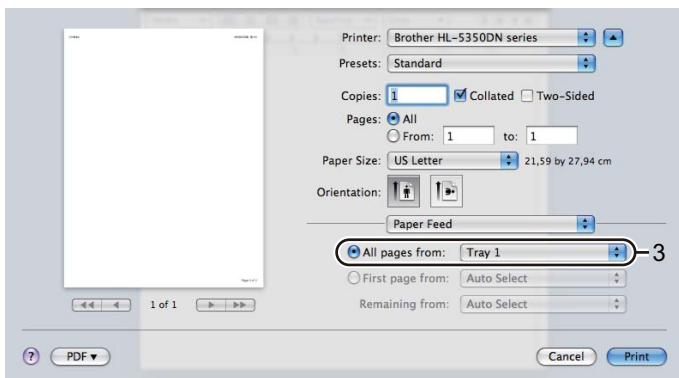 Printer: Brother HL-5350DN series
Presets: Standard
Copies: 1 Collated Two-Sided
Pages: All
From: 1 to: 1
Paper Size: US Letter 21,59 by 27,94 cm
Orientation:
Paper Feed
All pages from: Tray 1 3
First page from: Auto Select
Remaining from: Auto Select
1 of 1
? PDF Cancel Print